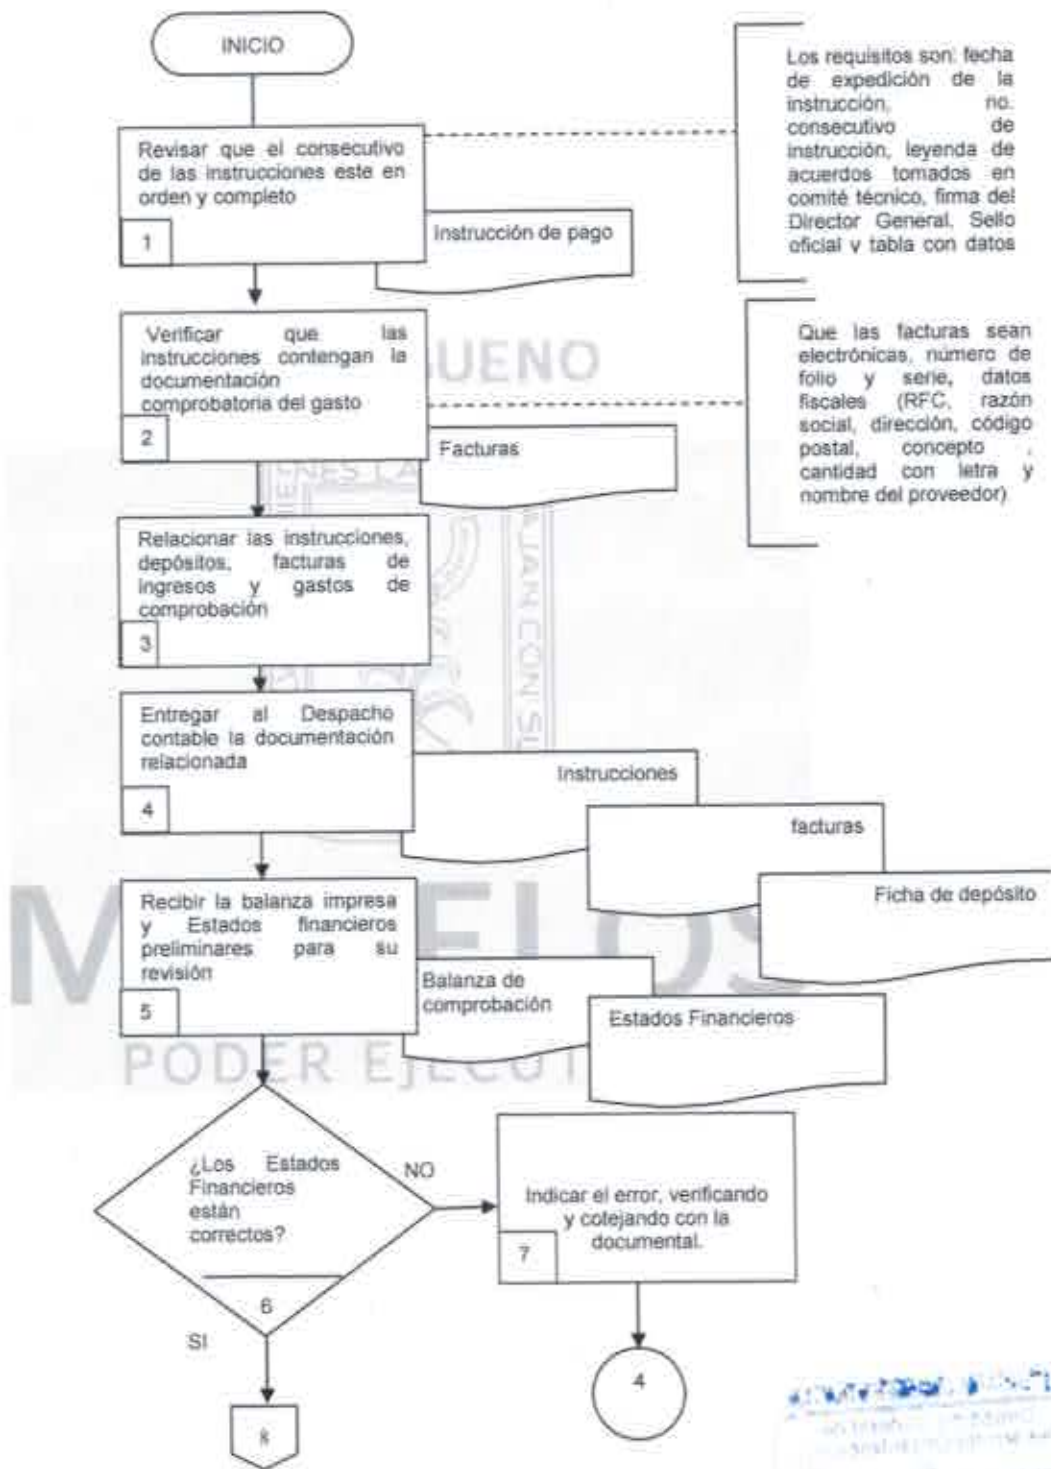 INICIO
Los requisitos son: fecha
de expedición de la
instrucción, no.
consecutivo de
instrucción, leyenda de
acuerdos tomados en
comité técnico, firma del
Director General, Sello
oficial y tabla con datos
Revisar que el consecutivo
de las instrucciones este en
orden y completo
1
Instrucción de pago
Verificar que las
instrucciones contengan la
documentación
comprobatoria del gasto
2
Facturas
Que las facturas sean
electrónicas, número de
folio y serie, datos
fiscales (RFC, razón
social, dirección, código
postal, concepto ,
cantidad con letra y
nombre del proveedor)
Relacionar las instrucciones,
depósitos, facturas de
ingresos y gastos de
comprobación
3
Entregar al Despacho
contable la documentación
relacionada
4
Instrucciones
facturas
Ficha de depósito
Recibir la balanza impresa
y Estados financieros
preliminares para su
revisión
5
Balanza de
comprobación
Estados Financieros
PODER EJECUT
¿Los Estados
Financieros
están
correctos?
6
NO
SI
Indicar el error, verificando
y cotejando con la
documental.
7
4